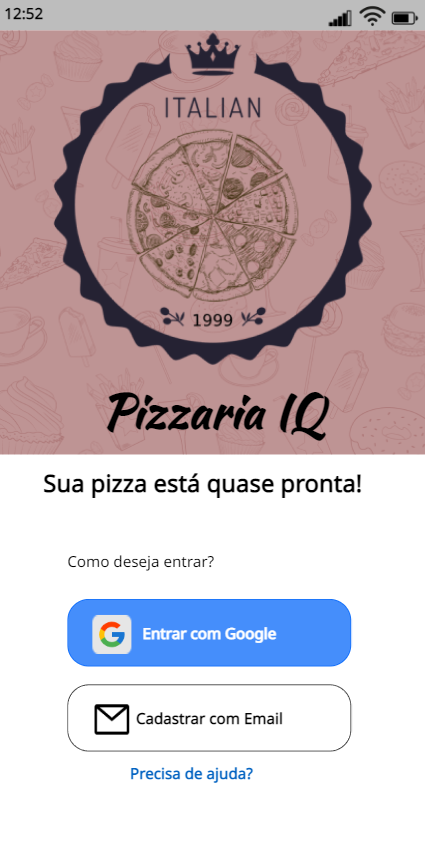 12:52
ITALIAN
1999
Pizzaria IQ
Sua pizza está quase pronta!
Como deseja entrar?
Entrar com Google
Cadastrar com Email
Precisa de ajuda?